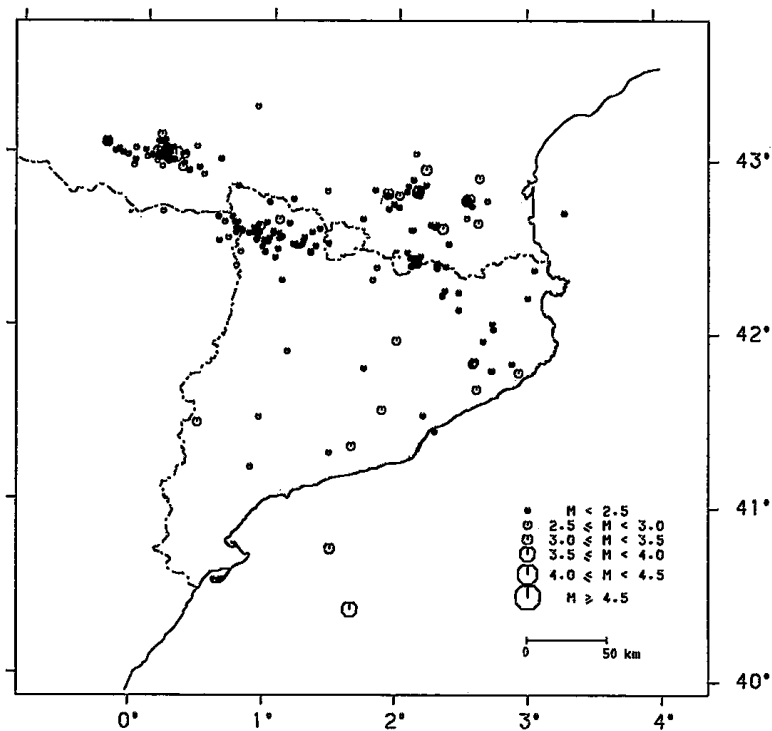 43°
42°
M < 2.5
2.5 ≤ M < 3.0
3.0 ≤ M < 3.5
3.5 ≤ M < 4.0
4.0 ≤ M < 4.5
M ≥ 4.5
41°
0 50 km
40°
0° 1° 2° 3° 4°